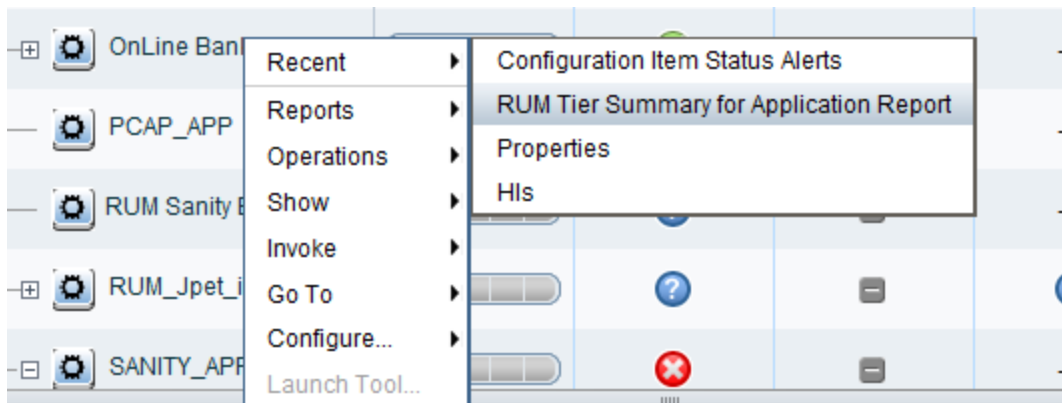 OnLine Ban
PCAP_APP
RUM Sanity
RUM_Jpet_i
SANITY_AP
Recent
Reports
Operations
Show
Invoke
Go To
Configure...
Launch Tool...
Configuration Item Status Alerts
RUM Tier Summary for Application Report
Properties
HIs